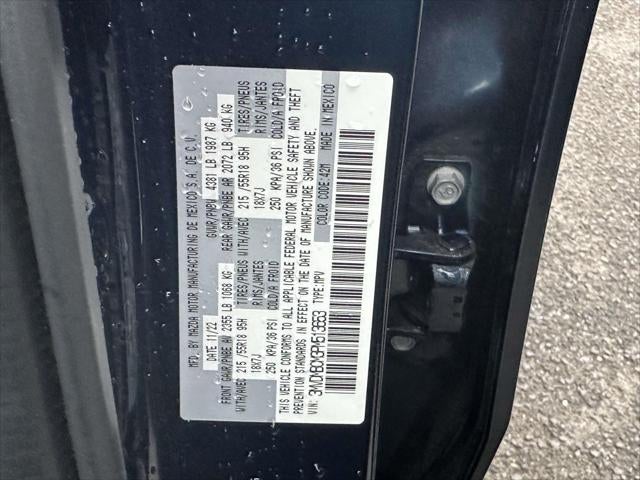 MFD. BY MAZDA MOTOR MANUFACTURING DE MEXICO S.A. DE C.V.
DATE 11/22 GVWR/PNBV 4381 LB 1987 KG
FRONT GAWR/PNBE AV 2355 LB 1068 KG REAR GAWR/PNBE AR 2072 LB 940 KG
WITH/AVEC 215 /55R18 95H TIRES/PNEUS WITH/AVEC 215 /55R18 95H TIRES/PNEUS
18X7J RIMS/JANTES 18X7J RIMS/JANTES
250 KPA/36 PSI COLD/A FROID 250 KPA/36 PSI COLD/A FROID
THIS VEHICLE CONFORMS TO ALL APPLICABLE FEDERAL MOTOR VEHICLE SAFETY AND THEFT
PREVENTION STANDARDS IN EFFECT ON THE DATE OF MANUFACTURE SHOWN ABOVE.
VIN: TYPE:MPV COLOR CODE:42M MADE IN MEXICO